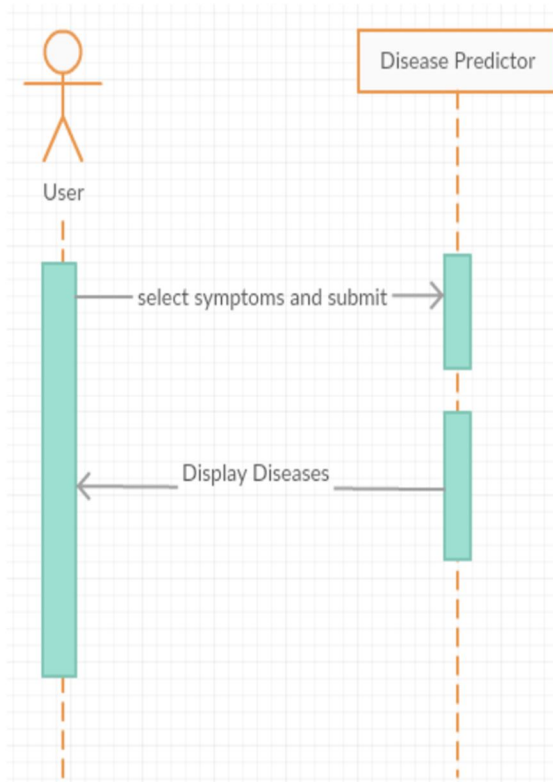 Disease Predictor
User
select symptoms and submit
Display Diseases